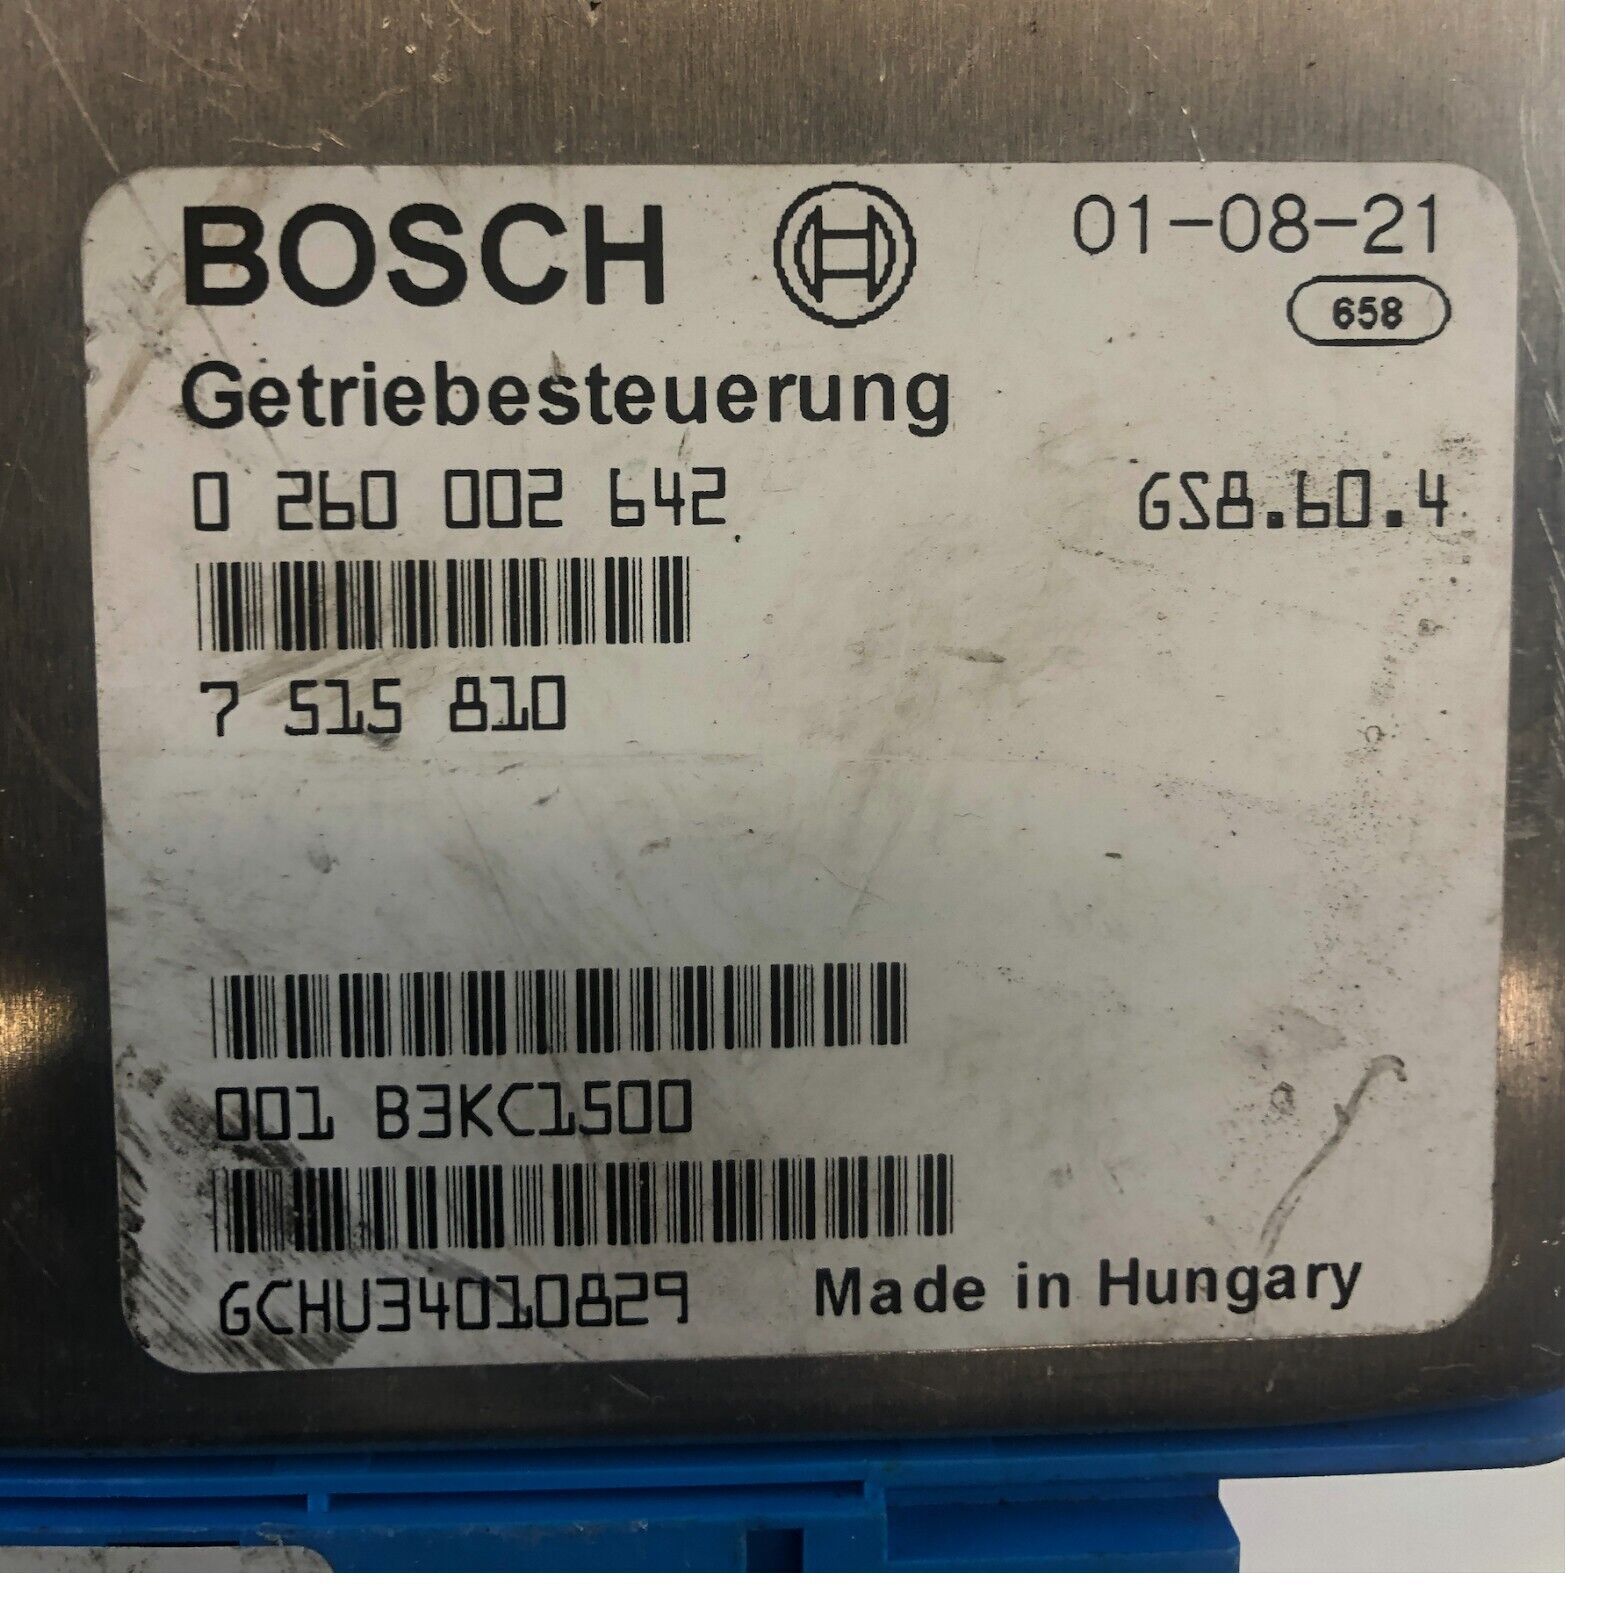 BOSCH 01-08-21
658
Getriebesteuerung
0 260 002 642 GS8.60.4
7 515 810
001 B3KC1500
GCHU34010829 Made in Hungary